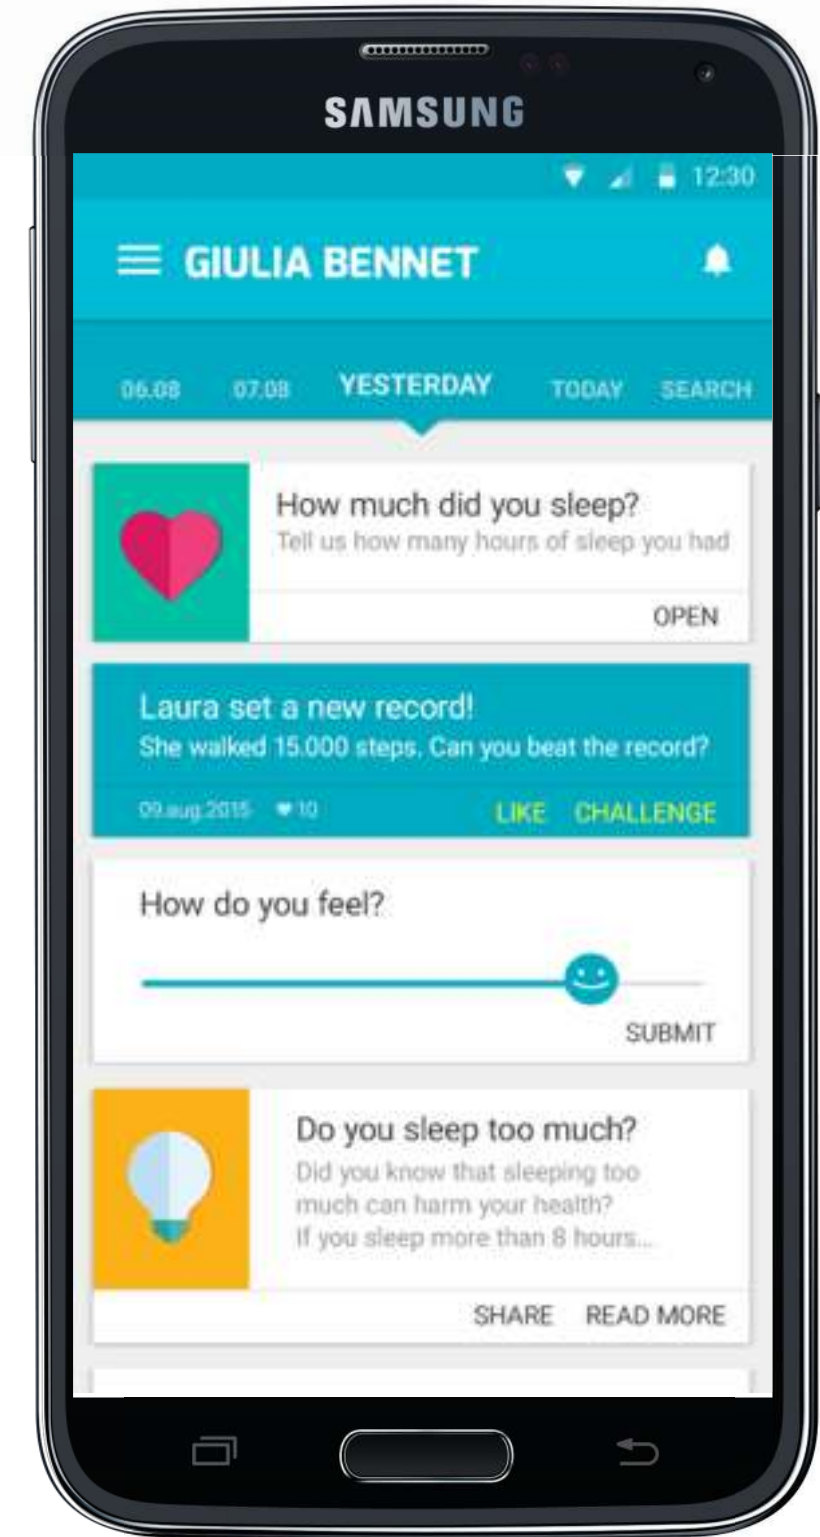 SAMSUNG
12:30
GIULIA BENNET
06.08 07.08 YESTERDAY TODAY SEARCH
How much did you sleep?
Tell us how many hours of sleep you had
OPEN
Laura set a new record!
She walked 15.000 steps. Can you beat the record?
09.aug.2015 10 LIKE CHALLENGE
How do you feel?
SUBMIT
Do you sleep too much?
Did you know that sleeping too
much can harm your health?
If you sleep more than 8 hours...
SHARE READ MORE